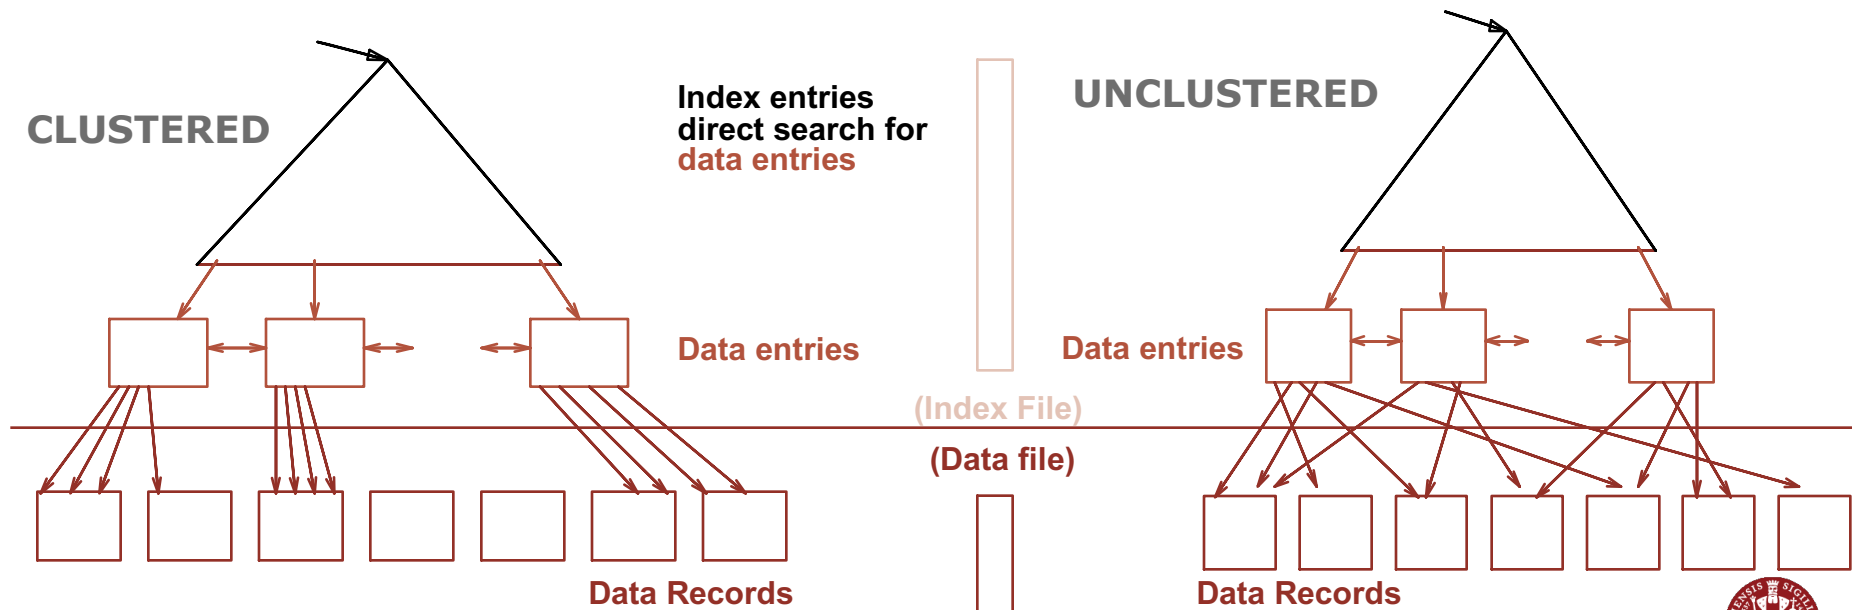 CLUSTERED
Index entries
direct search for
data entries
UNCLUSTERED
Data entries
Data entries
(Index File)
(Data file)
Data Records
Data Records